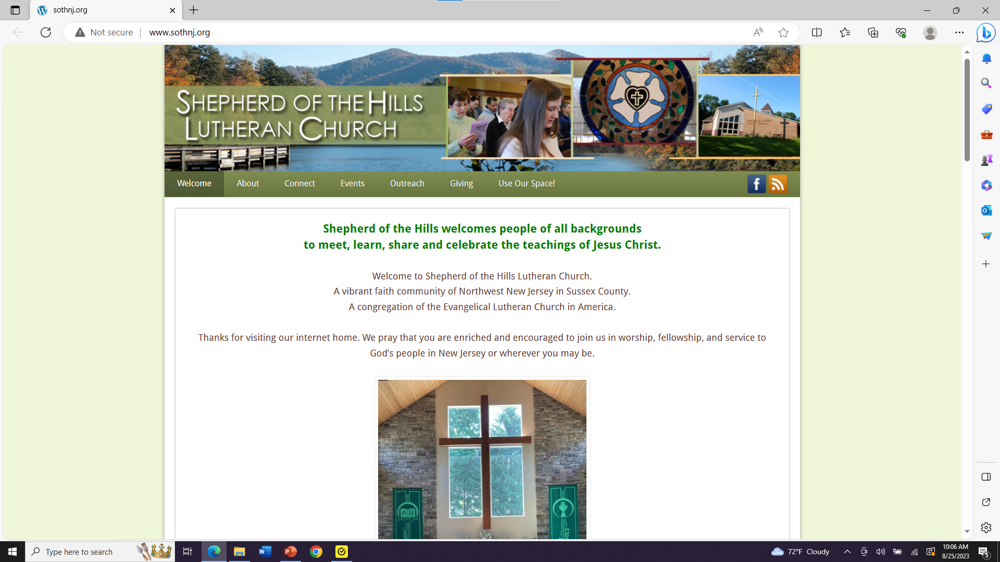 sothnj.org
Not secure
www.sothnj.org
SHEPHERD OF THE HILLS
LUTHERAN CHURCH
Welcome
About
Connect
Events
Outreach
Giving
Use Our Space!
Shepherd of the Hills welcomes people of all backgrounds
to meet, learn, share and celebrate the teachings of Jesus Christ.
Welcome to Shepherd of the Hills Lutheran Church.
A vibrant faith community of Northwest New Jersey in Sussex County.
A congregation of the Evangelical Lutheran Church in America.
Thanks for visiting our internet home. We pray that you are enriched and encouraged to join us in worship, fellowship, and service to
God’s people in New Jersey or wherever you may be.
ΑΩ
Type here to search
72°F Cloudy
10:06 AM
8/25/2023
5